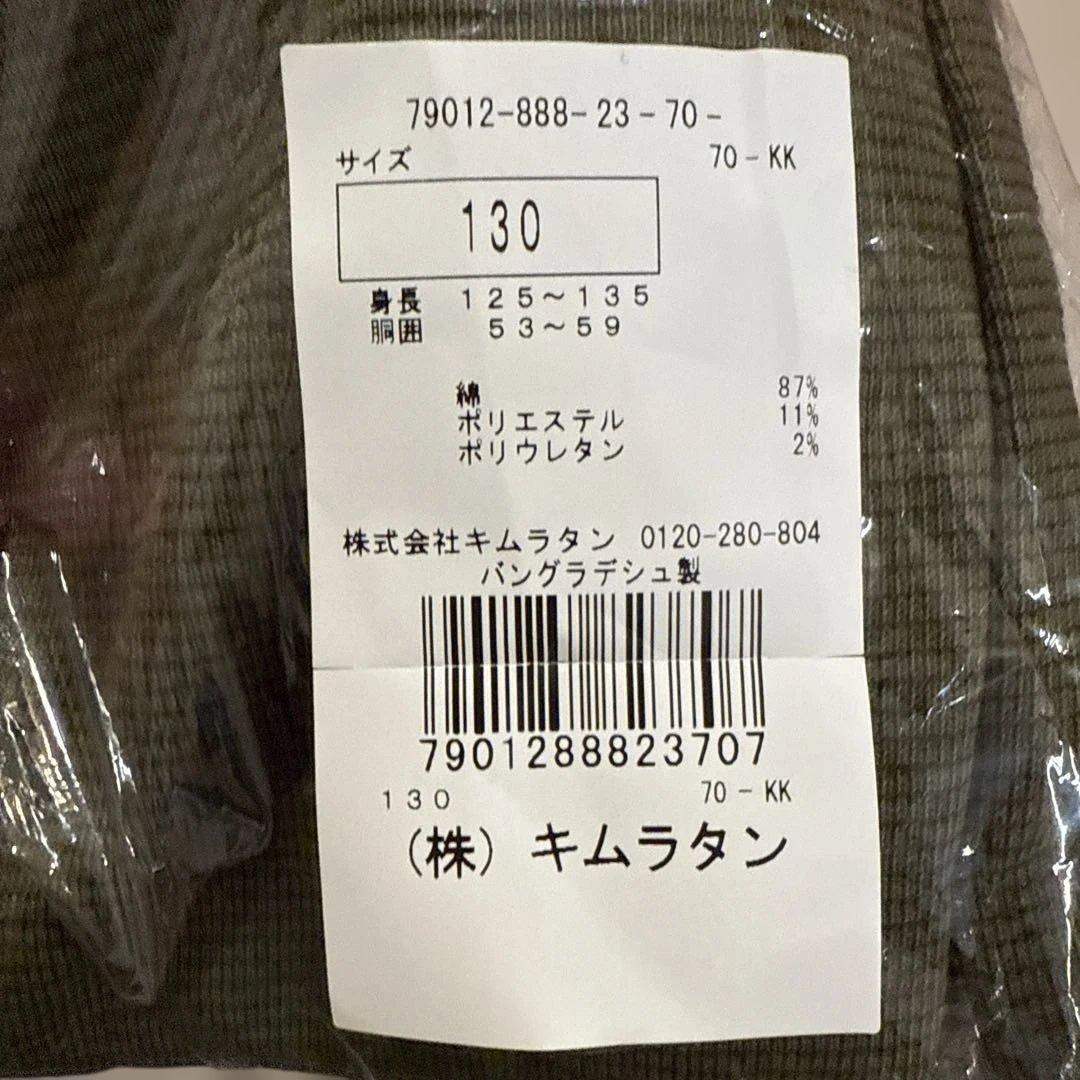 79012-888-23-70-
サイズ 70-KK
130
身長 125～135
胴囲 53～59
綿 87%
ポリエステル 11%
ポリウレタン 2%
株式会社キムラタン 0120-280-804
バングラデシュ製
7901288823707
130 70-KK
(株) キムラタン